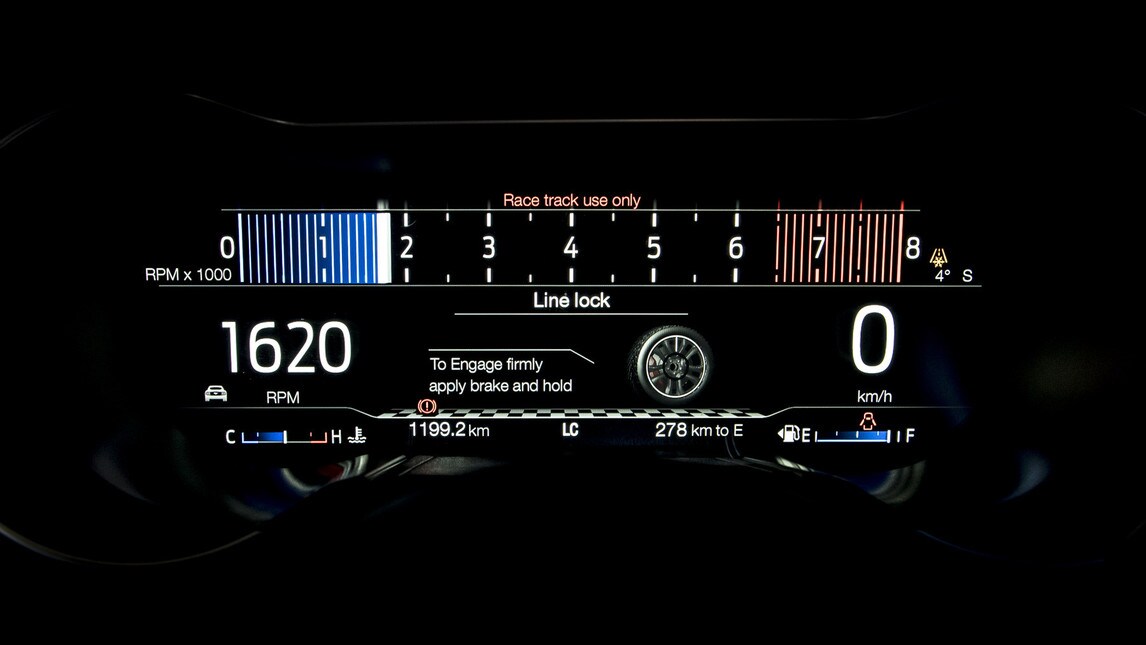 Race track use only
0 1 2 3 4 5 6 7 8
RPM x 1000
4° S
Line lock
1620
RPM
To Engage firmly
apply brake and hold
0
km/h
C H
1199.2 km
LC
278 km to E
E F